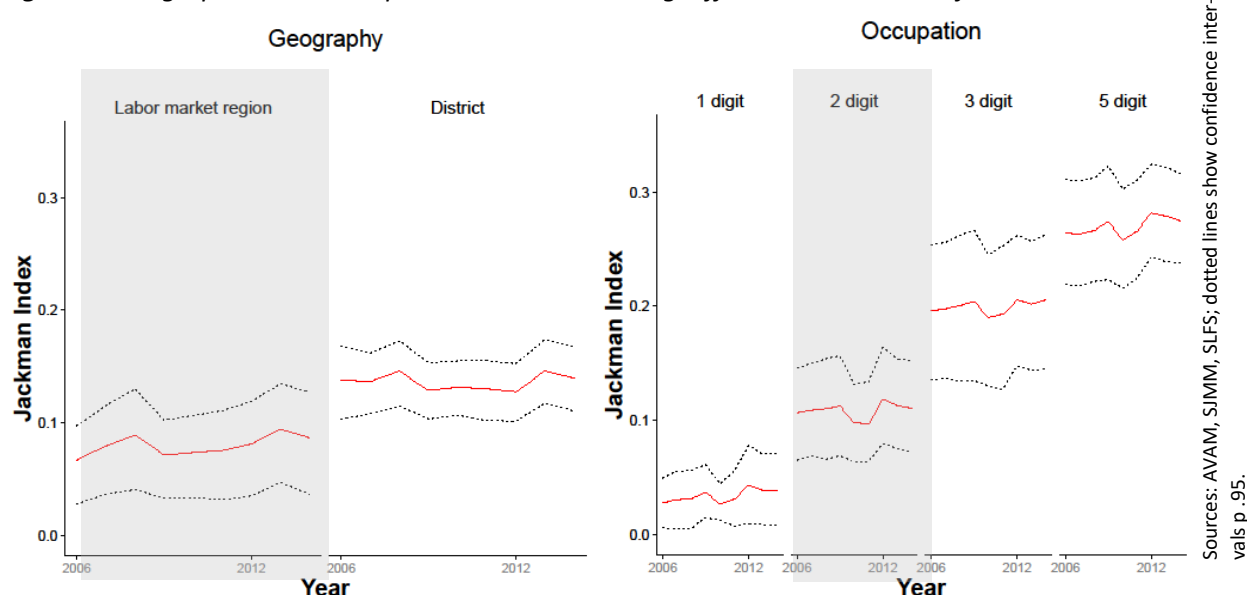 Geography
Occupation
Labor market region
District
1 digit
2 digit
3 digit
5 digit
Jackman Index
0.3
0.2
0.1
0.0
2006
2012
2006
2012
Year
Jackman Index
0.3
0.2
0.1
0.0
2006
2012
2006
2012
2006
2012
2006
2012
Year
Sources: AVAM, SJMM, SLFS; dotted lines show confidence inter-
vals p .95.